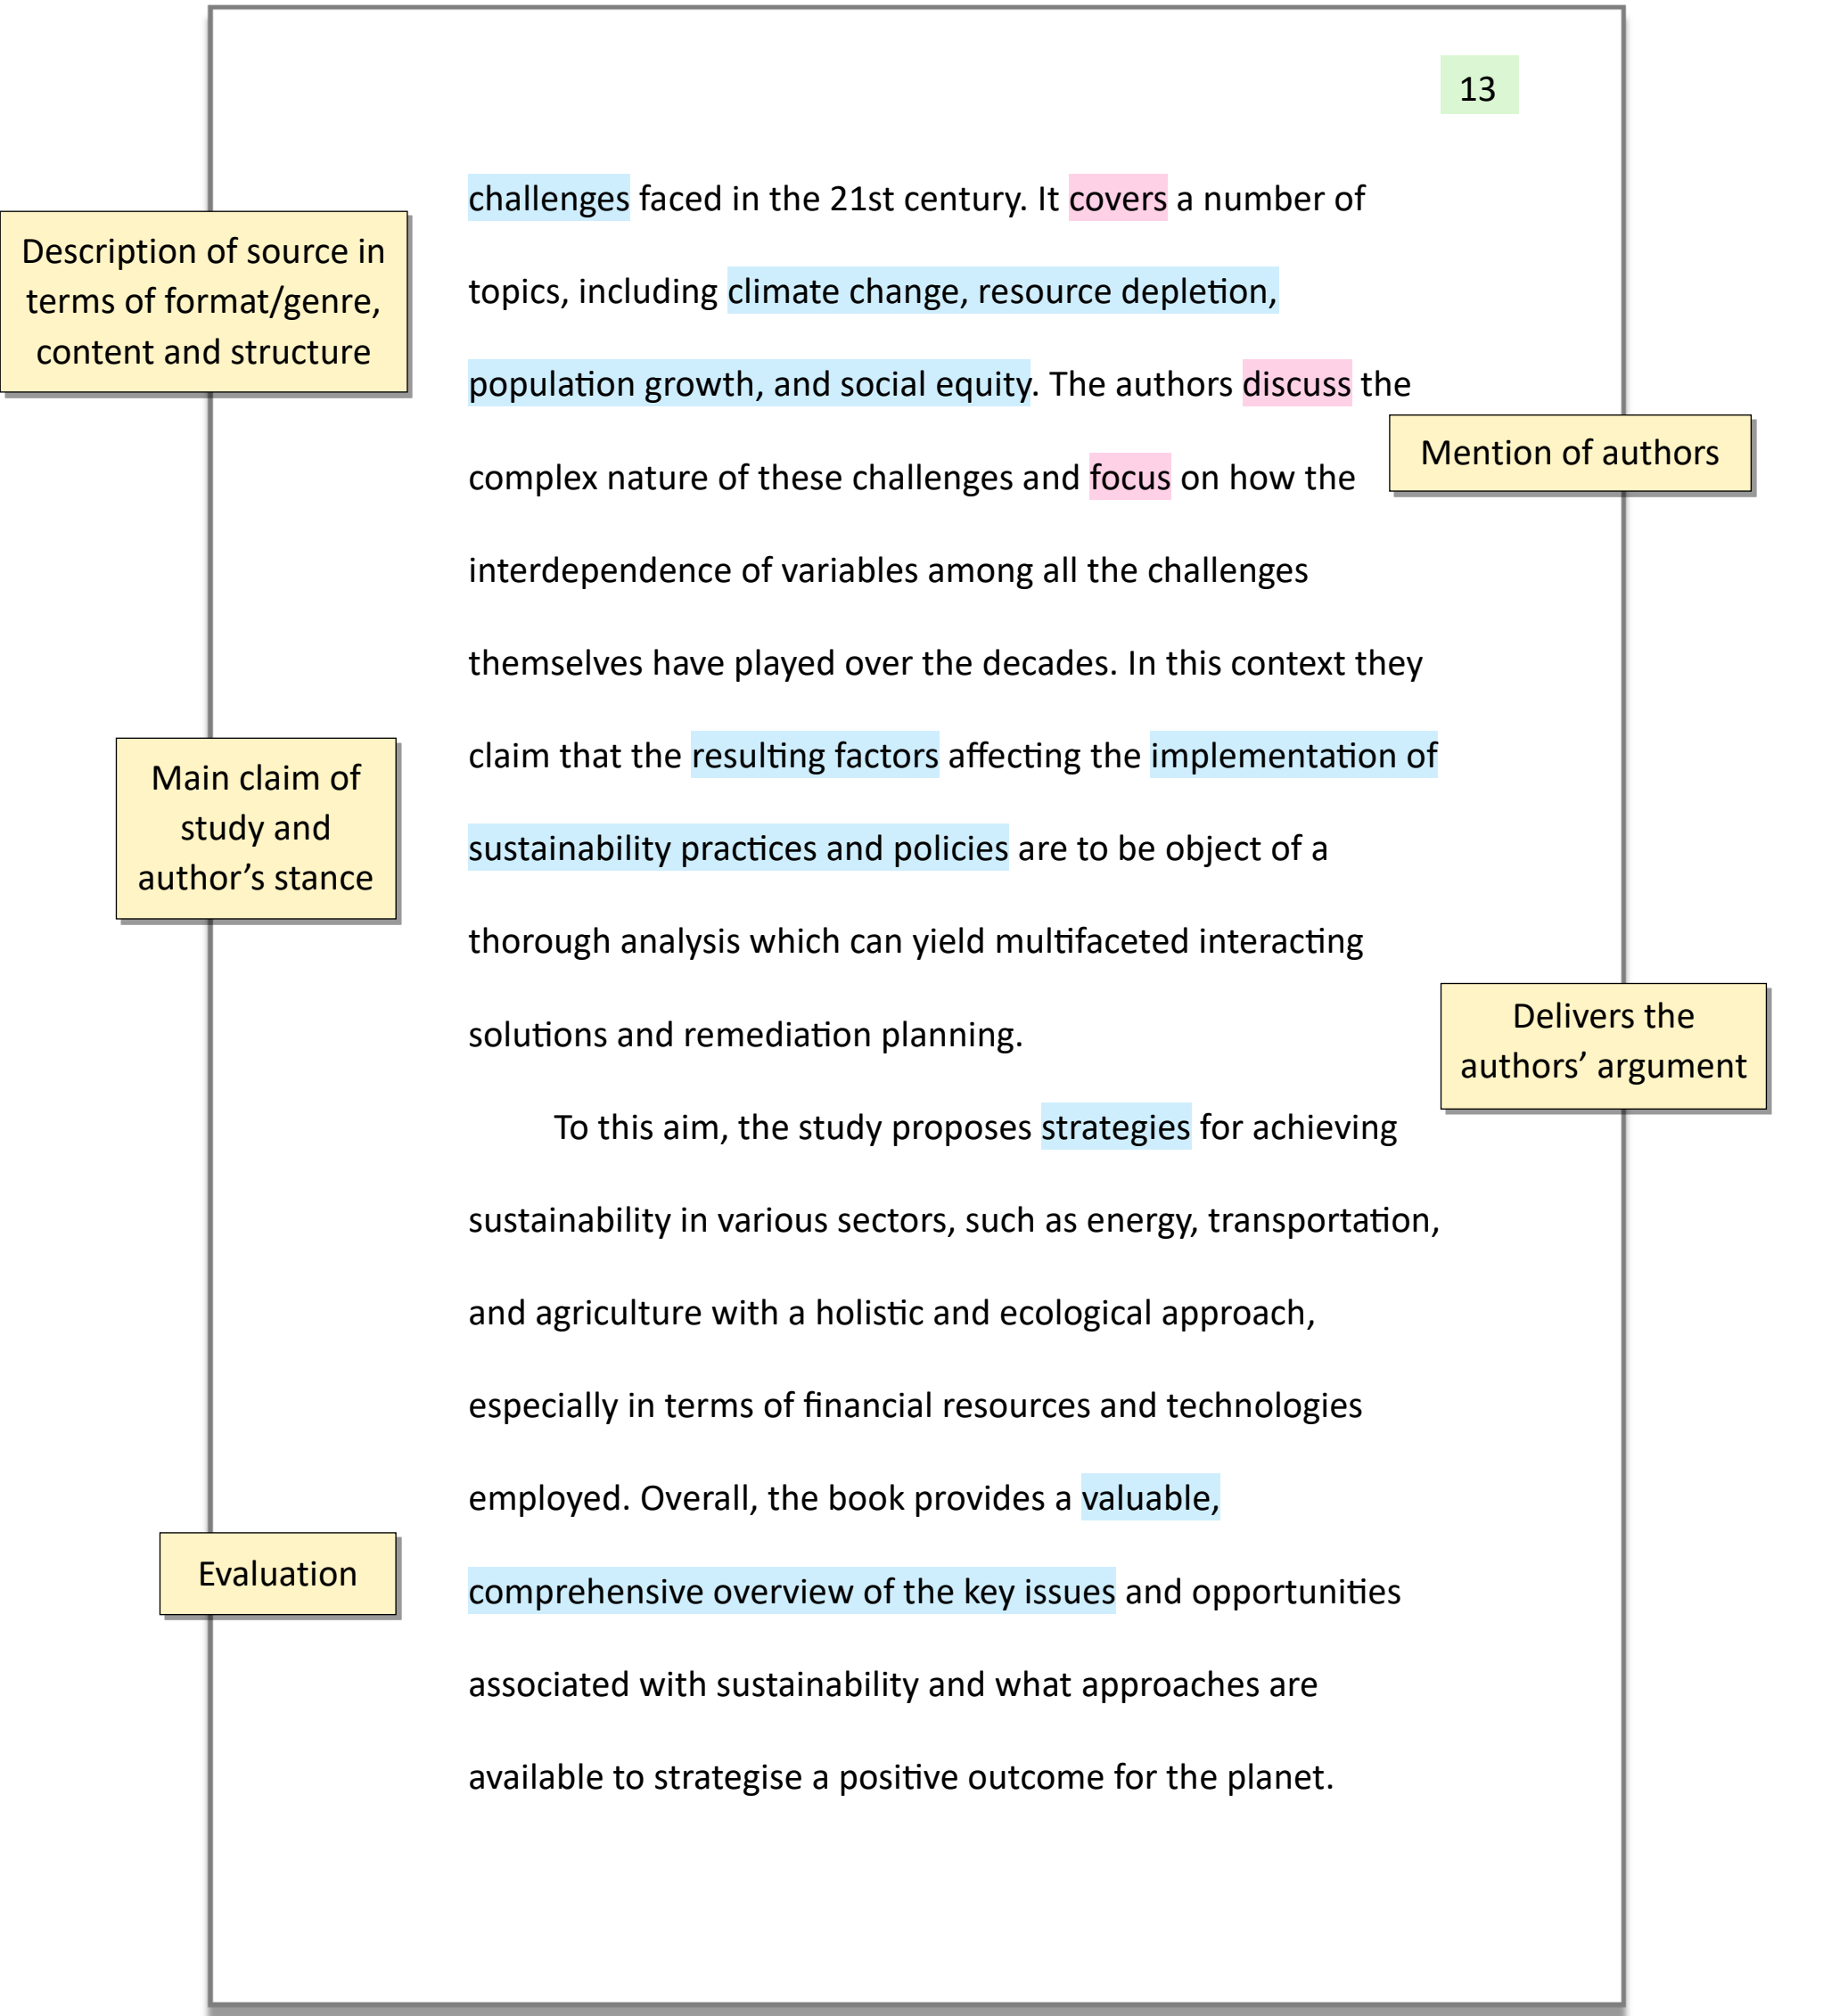 13
challenges faced in the 21st century. It covers a number of
Description of source in
terms of format/genre,
content and structure
topics, including climate change, resource depletion,
population growth, and social equity. The authors discuss the
Mention of authors
complex nature of these challenges and focus on how the
interdependence of variables among all the challenges
themselves have played over the decades. In this context they
claim that the resulting factors affecting the implementation of
Main claim of
study and
author’s stance
sustainability practices and policies are to be object of a
thorough analysis which can yield multifaceted interacting
solutions and remediation planning.
Delivers the
authors’ argument
To this aim, the study proposes strategies for achieving
sustainability in various sectors, such as energy, transportation,
and agriculture with a holistic and ecological approach,
especially in terms of financial resources and technologies
employed. Overall, the book provides a valuable,
Evaluation
comprehensive overview of the key issues and opportunities
associated with sustainability and what approaches are
available to strategise a positive outcome for the planet.